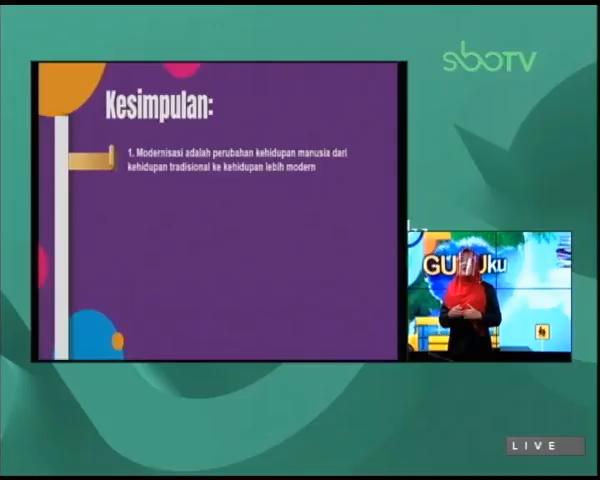 sboTV
Kesimpulan:
1. Modernisasi adalah perubahan kehidupan manusia dari
kehidupan tradisional ke kehidupan lebih modern
GURUku
LIVE